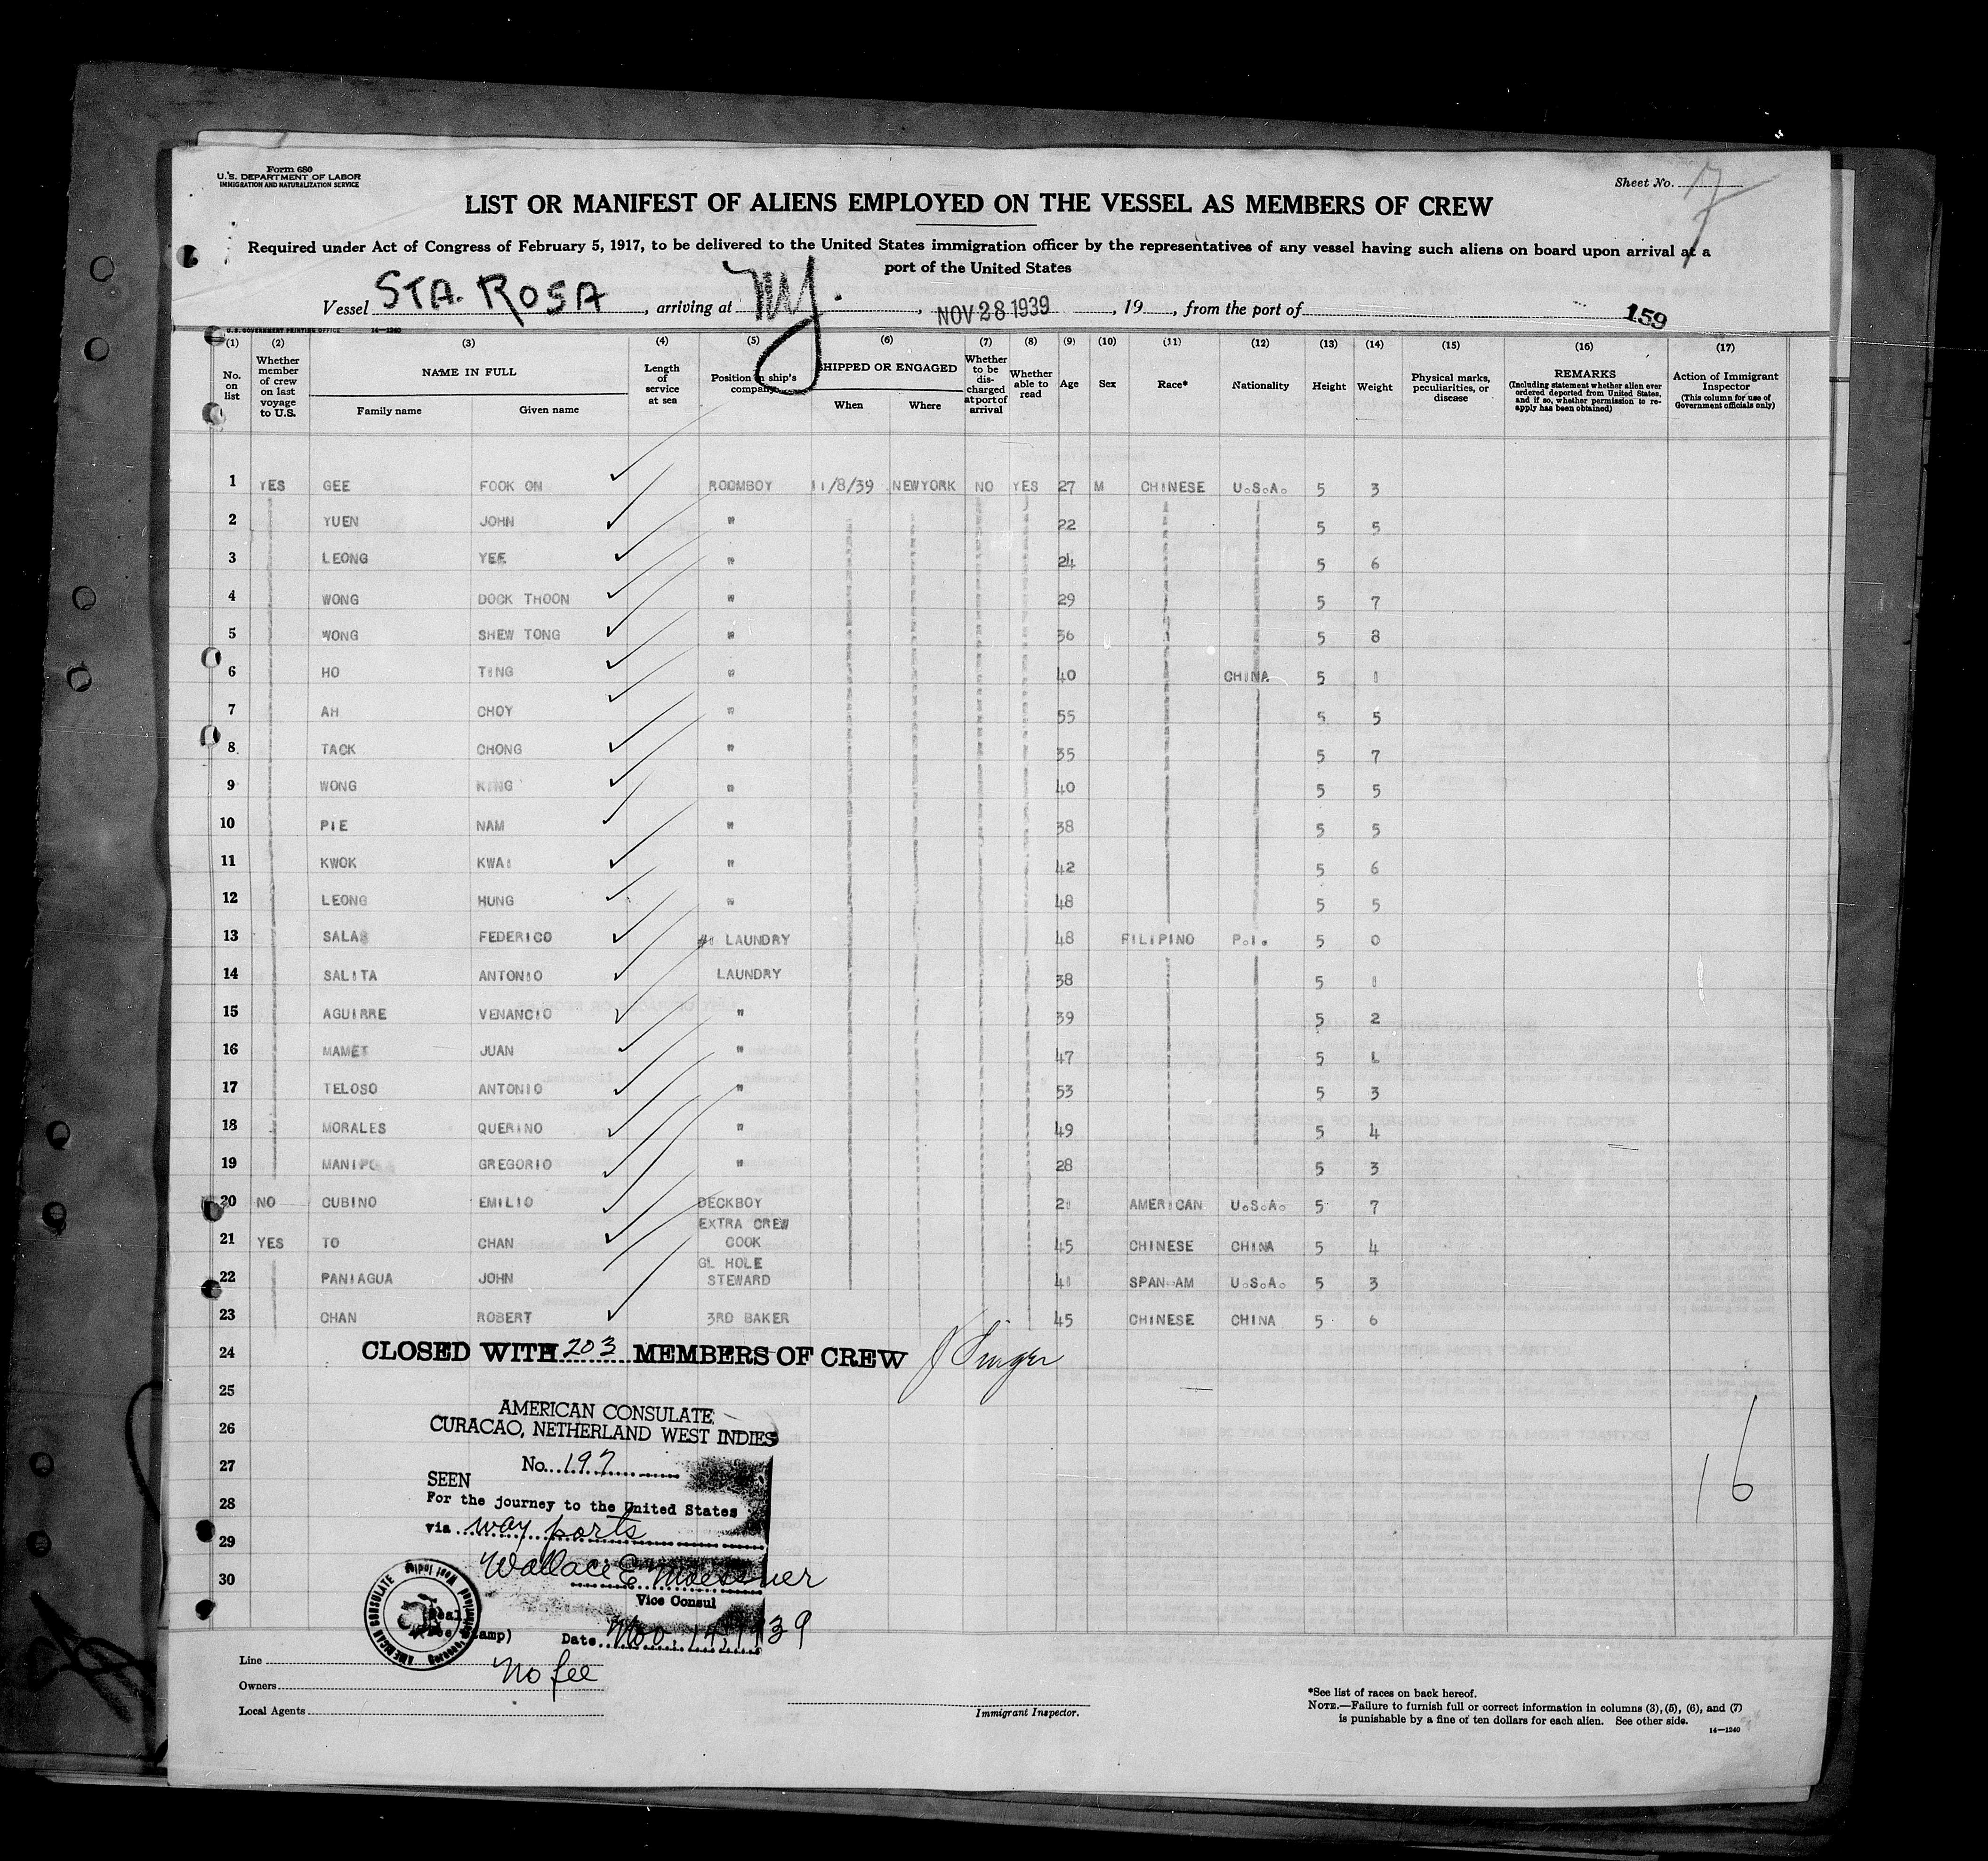 Form 680
U.S. DEPARTMENT OF LABOR
IMMIGRATION AND NATURALIZATION SERVICE
Sheet No. 7
LIST OR MANIFEST OF ALIENS EMPLOYED ON THE VESSEL AS MEMBERS OF CREW
Required under Act of Congress of February 5, 1917, to be delivered to the United States immigration officer by the representatives of any vessel having such aliens on board upon arrival at a
port of the United States
Vessel STA. ROSA, arriving at NY., NOV 28 1939, 19, from the port of
159
U.S. GOVERNMENT PRINTING OFFICE 14—1240
(1) (2) (3) (4) (5) (6) (7) (8) (9) (10) (11) (12) (13) (14) (15) (16) (17)
No. on list
Whether member of crew on last voyage to U.S.
NAME IN FULL
Family name
Given name
Length of service at sea
Position in ship's company
SHIPPED OR ENGAGED
When
Where
Whether to be discharged at port of arrival
Whether able to read
Age
Sex
Race*
Nationality
Height
Weight
Physical marks, peculiarities, or disease
REMARKS
(Including statement whether alien ever ordered deported from United States, and if so, whether permission to reapply has been obtained)
Action of Immigrant Inspector
(This column for use of Government officials only)
1 YES GEE FOOK ON ROOMBOY 11/8/39 NEWYORK NO YES 27 M CHINESE U.S.A. 5 3
2 YUEN JOHN " 22 5 5
3 LEONG YEE " 24 5 6
4 WONG DOCK THOON " 29 5 7
5 WONG SHEW TONG " 36 5 8
6 HO TING " 40 CHINA 5 1
7 AH CHOY " 55 5 5
8 TACK CHONG " 35 5 7
9 WONG KING " 40 5 5
10 PIE NAM " 38 5 5
11 KWOK KWAI " 42 5 6
12 LEONG HUNG " 48 5 5
13 SALAS FEDERICO #1 LAUNDRY 48 FILIPINO P.I. 5 0
14 SALITA ANTONIO LAUNDRY 38 5 1
15 AGUIRRE VENANCIO " 39 5 2
16 MAMET JUAN " 47 5
17 TELOSO ANTONIO " 53 5 3
18 MORALES QUERINO " 49 5 4
19 GREGORIO " 28 5 3
20 NO CUBINO EMILIO DECKBOY 21 AMERICAN U.S.A. 5 7
21 YES TO CHAN EXTRA CREW COOK 45 CHINESE CHINA 5 4
22 PANIAGUA JOHN GL HOLE STEWARD 41 SPAN-AM U.S.A. 5 3
23 CHAN ROBERT 3RD BAKER 45 CHINESE CHINA 5 6
24 CLOSED WITH 203 MEMBERS OF CREW J Singer
25
26
27
28
29
30
AMERICAN CONSULATE,
CURACAO, NETHERLAND WEST INDIES
No. 197
SEEN
For the journey to the United States
via way ports
Wallace E.
Vice Consul
Date 14, 1939
AMERICAN CONSULATE
No fee
16
Line
Owners
Local Agents
Immigrant Inspector.
*See list of races on back hereof.
NOTE.—Failure to furnish full or correct information in columns (3), (5), (6), and (7)
is punishable by a fine of ten dollars for each alien. See other side.
14—1240